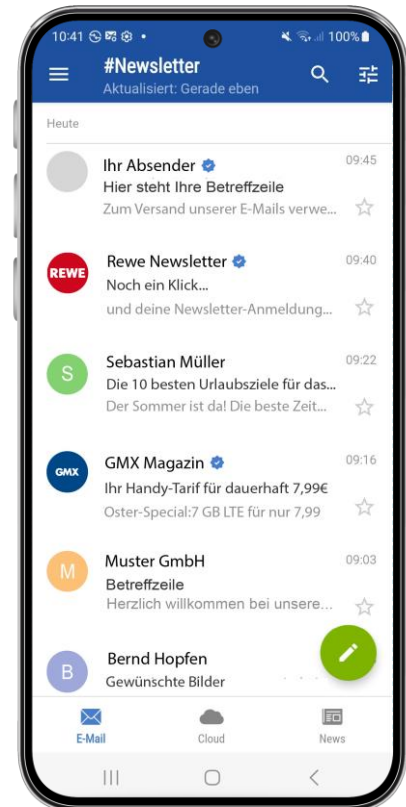 10:41
100%
#Newsletter
Aktualisiert: Gerade eben
Heute
Ihr Absender 09:45
Hier steht Ihre Betreffzeile
Zum Versand unserer E-Mails verwe...
REWE
Rewe Newsletter 09:40
Noch ein Klick...
und deine Newsletter-Anmeldung...
S
Sebastian Müller 09:22
Die 10 besten Urlaubsziele für das...
Der Sommer ist da! Die beste Zeit...
GMX
GMX Magazin 09:16
Ihr Handy-Tarif für dauerhaft 7,99€
Oster-Special:7 GB LTE für nur 7,99
M
Muster GmbH 09:03
Betreffzeile
Herzlich willkommen bei unsere...
B
Bernd Hopfen
Gewünschte Bilder
E-Mail Cloud News